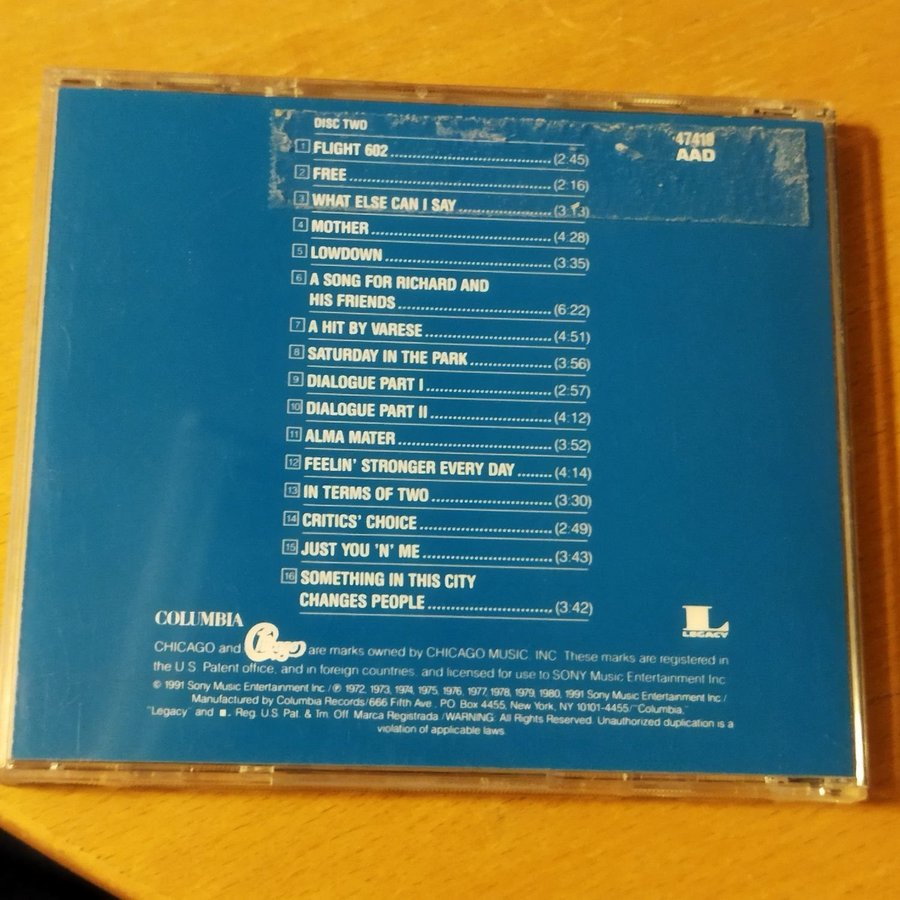 DISC TWO
47419
AAD
1 FLIGHT 602 (2:45)
2 FREE (2:16)
3 WHAT ELSE CAN I SAY (3:13)
4 MOTHER (4:28)
5 LOWDOWN (3:35)
6 A SONG FOR RICHARD AND
HIS FRIENDS (6:22)
7 A HIT BY VARESE (4:51)
8 SATURDAY IN THE PARK (3:56)
9 DIALOGUE PART I (2:57)
10 DIALOGUE PART II (4:12)
11 ALMA MATER (3:52)
12 FEELIN' STRONGER EVERY DAY (4:14)
13 IN TERMS OF TWO (3:30)
14 CRITICS' CHOICE (2:49)
15 JUST YOU 'N' ME (3:43)
16 SOMETHING IN THIS CITY
CHANGES PEOPLE (3:42)
COLUMBIA
L
LEGACY
CHICAGO and Chicago are marks owned by CHICAGO MUSIC, INC. These marks are registered in
the U.S. Patent office, and in foreign countries, and licensed for use to SONY Music Entertainment Inc
© 1991 Sony Music Entertainment Inc./℗ 1972, 1973, 1974, 1975, 1976, 1977, 1978, 1979, 1980, 1991 Sony Music Entertainment Inc./
Manufactured by Columbia Records/666 Fifth Ave., P.O. Box 4455, New York, NY 10101-4455/"Columbia,"
"Legacy" and ■, Reg. U.S. Pat. & Tm. Off. Marca Registrada./WARNING: All Rights Reserved. Unauthorized duplication is a
violation of applicable laws.